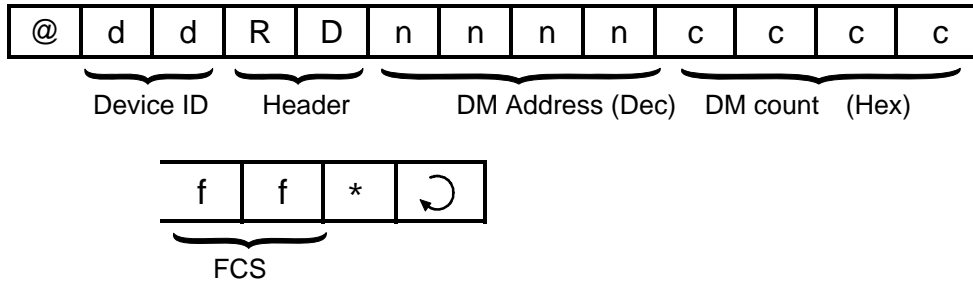 @ d d R D n n n n c c c c
Device ID Header DM Address (Dec) DM count (Hex)
f f *
FCS